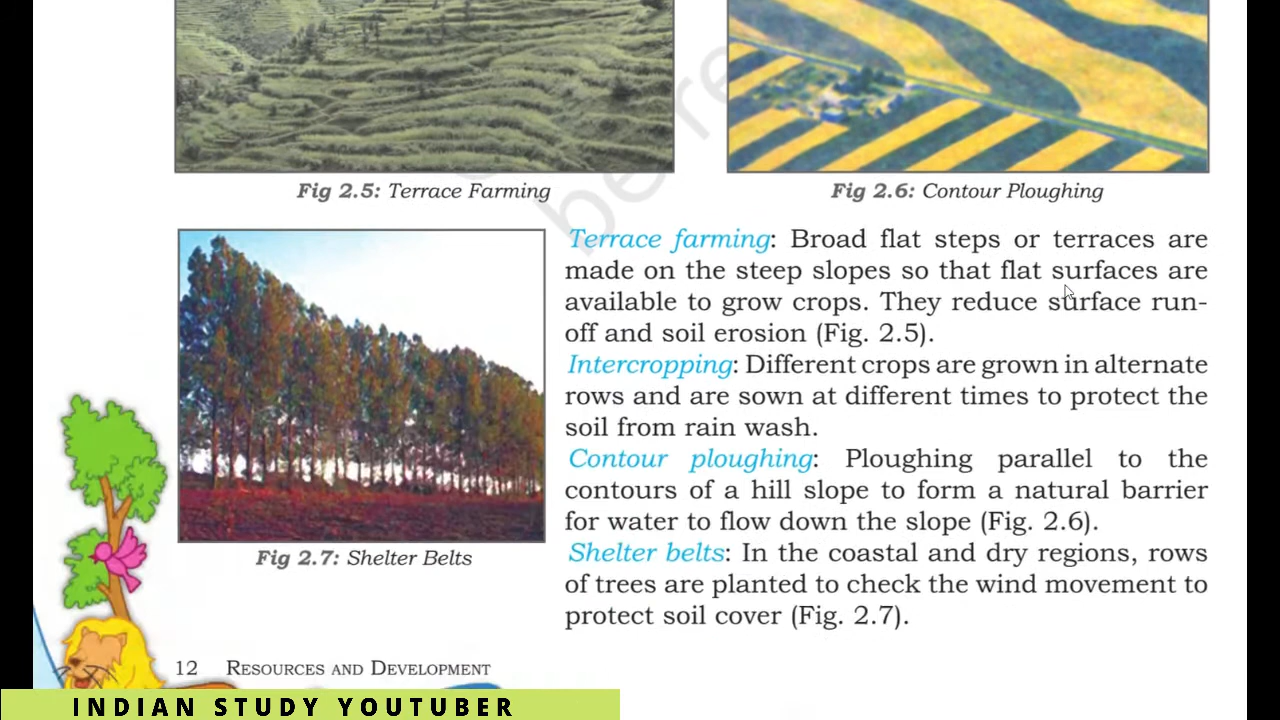 Fig 2.5: Terrace Farming
Fig 2.6: Contour Ploughing
Terrace farming: Broad flat steps or terraces are
made on the steep slopes so that flat surfaces are
available to grow crops. They reduce surface run-
off and soil erosion (Fig. 2.5).
Intercropping: Different crops are grown in alternate
rows and are sown at different times to protect the
soil from rain wash.
Contour ploughing: Ploughing parallel to the
contours of a hill slope to form a natural barrier
for water to flow down the slope (Fig. 2.6).
Shelter belts: In the coastal and dry regions, rows
of trees are planted to check the wind movement to
protect soil cover (Fig. 2.7).
Fig 2.7: Shelter Belts
12 RESOURCES AND DEVELOPMENT
INDIAN STUDY YOUTUBER